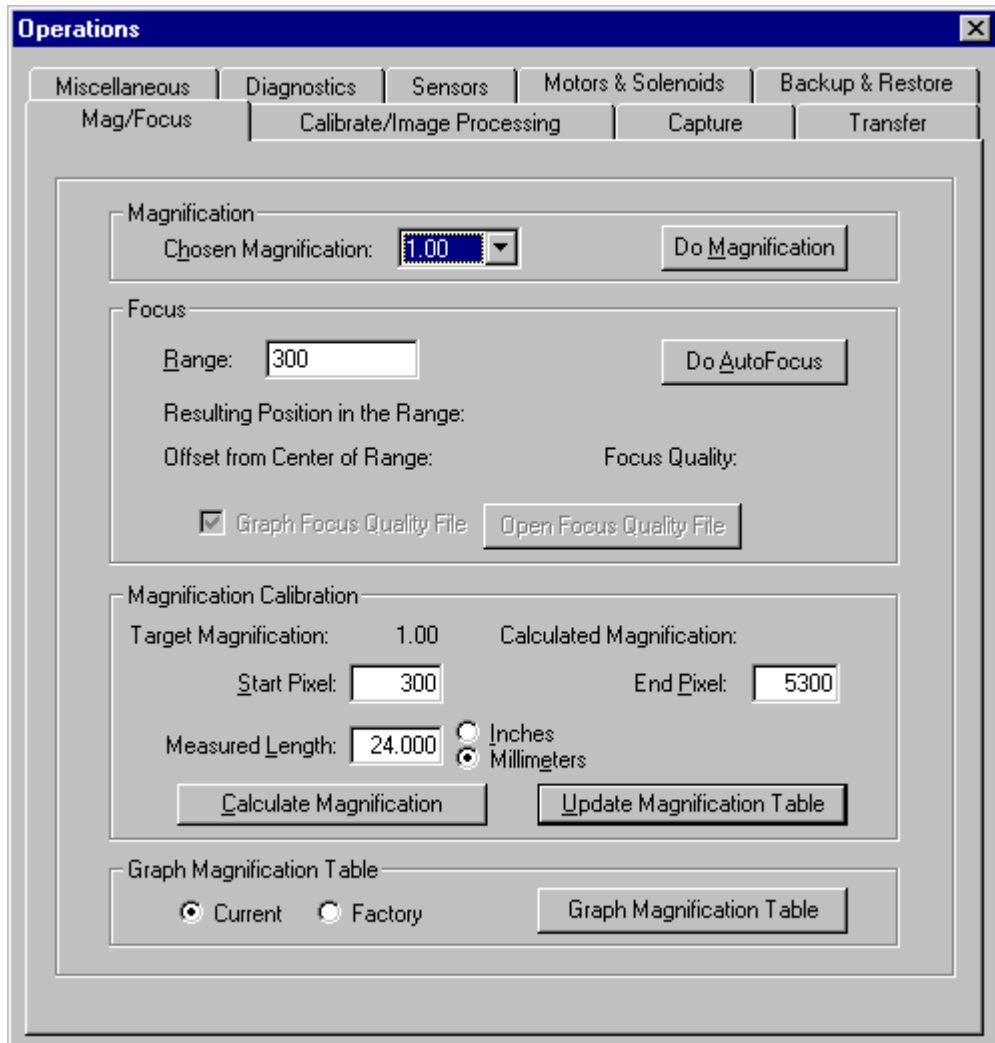 Operations
Miscellaneous Diagnostics Sensors Motors & Solenoids Backup & Restore
Mag/Focus Calibrate/Image Processing Capture Transfer
Magnification
Chosen Magnification: 1.00 Do Magnification
Focus
Range: 300 Do AutoFocus
Resulting Position in the Range:
Offset from Center of Range: Focus Quality:
Graph Focus Quality File Open Focus Quality File
Magnification Calibration
Target Magnification: 1.00 Calculated Magnification:
Start Pixel: 300 End Pixel: 5300
Measured Length: 24.000 Inches
Millimeters
Calculate Magnification Update Magnification Table
Graph Magnification Table
Current Factory Graph Magnification Table